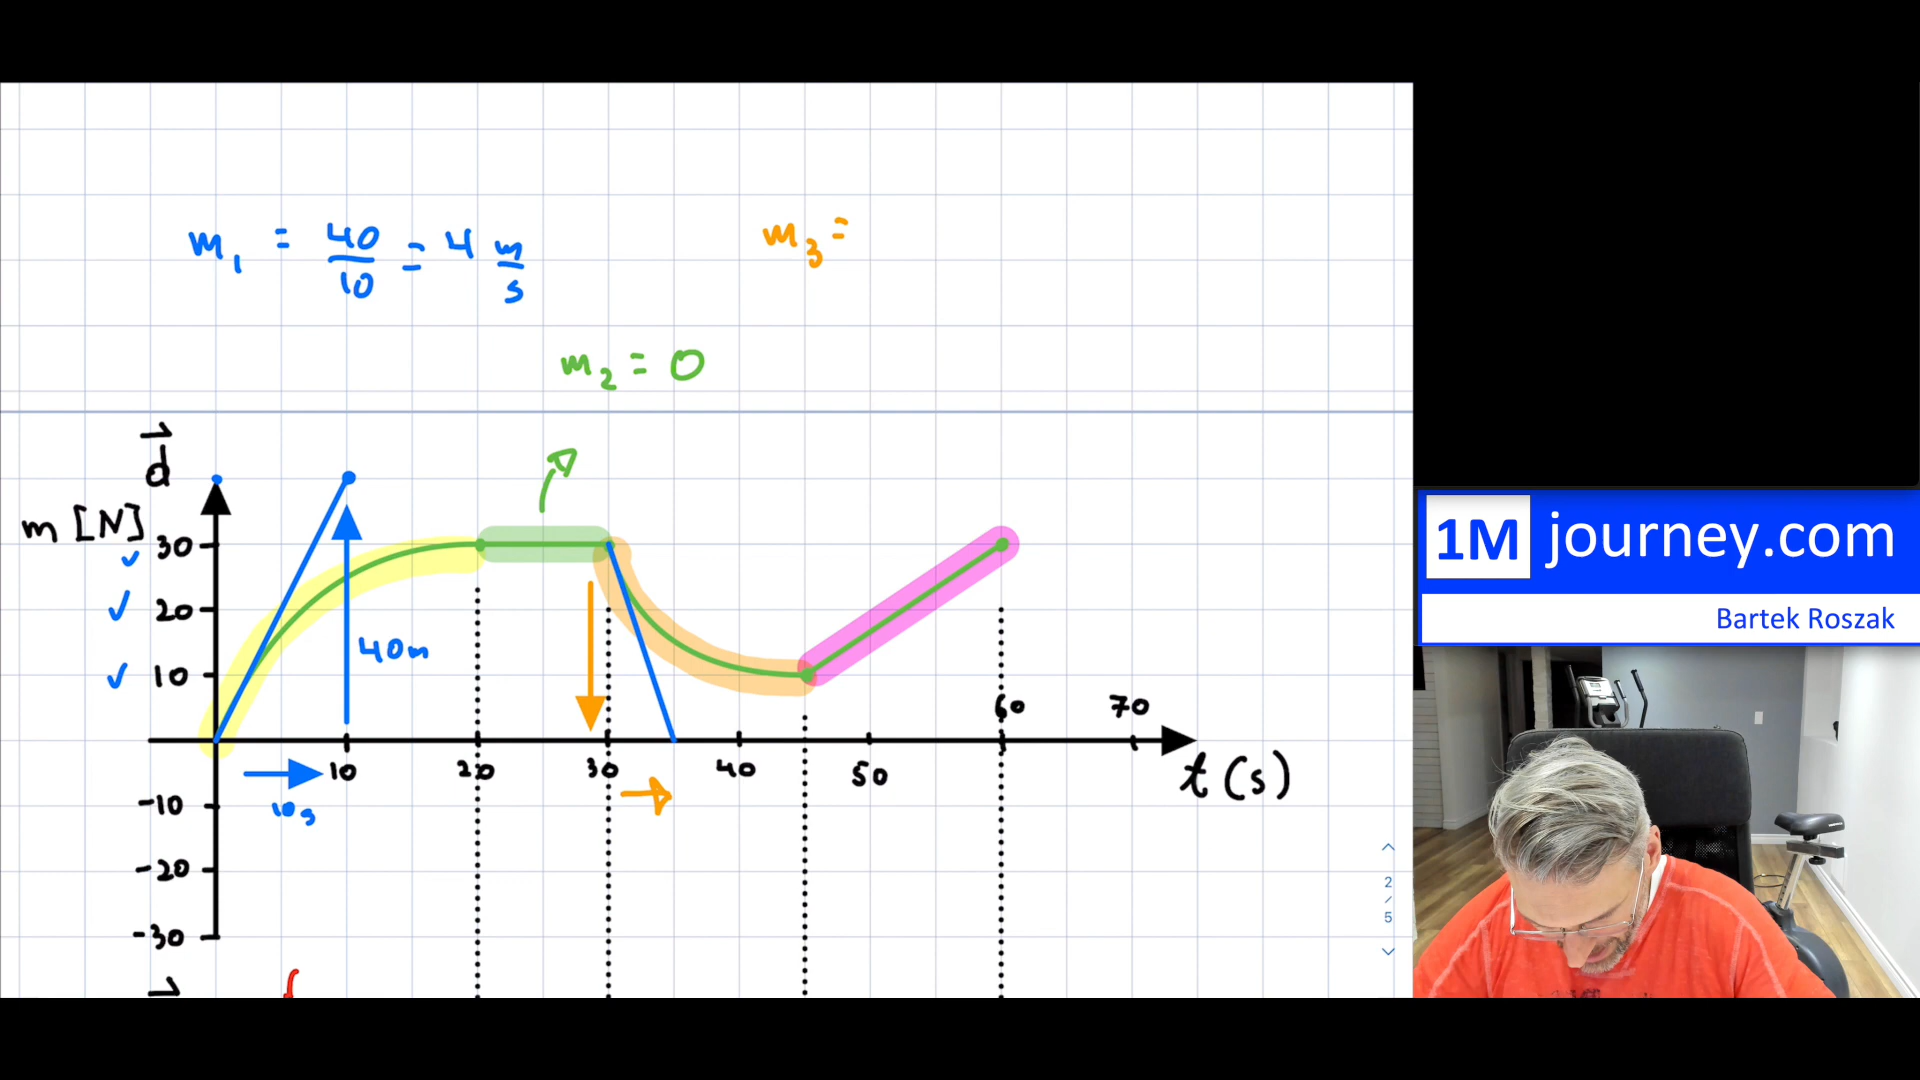 m₁ = 40/10 = 4 m/s
m₃ =
m₂ = 0
d
m [N]
30
20
10
40m
60
70
10
20
30
40
50
t(s)
10s
-10
-20
-30
2
/
5
1M journey.com
Bartek Roszak